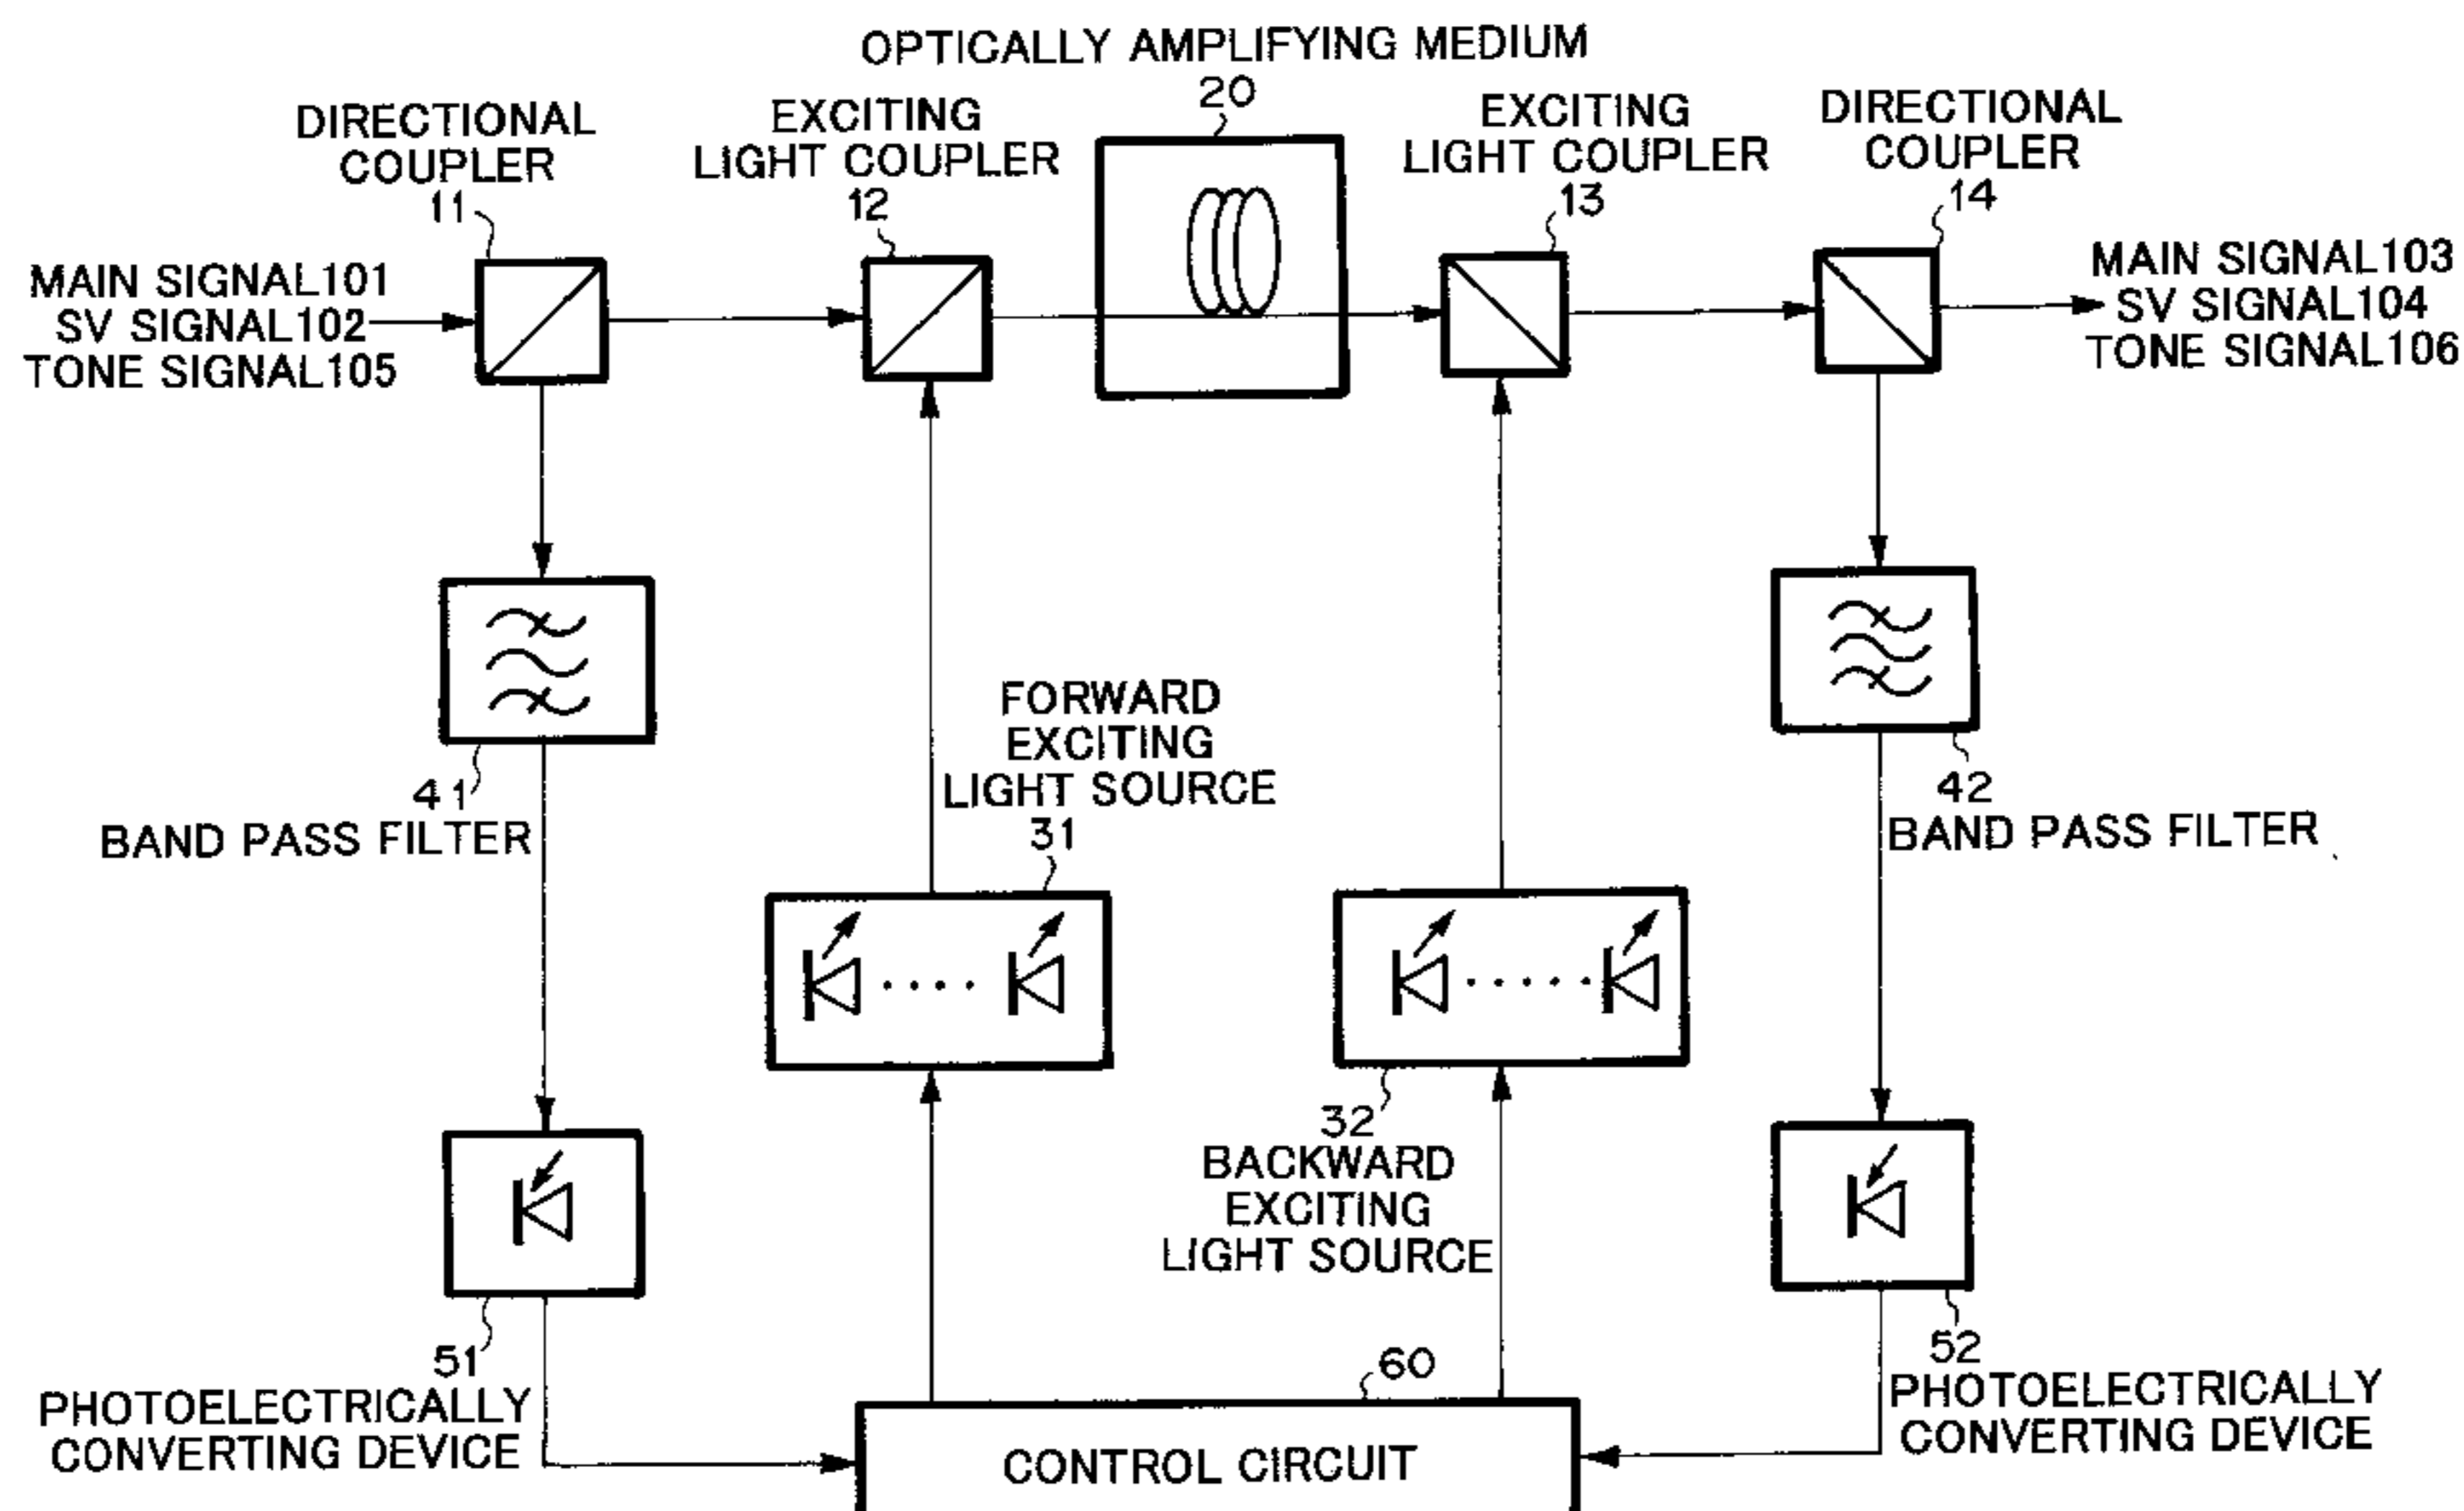 OPTICALLY AMPLIFYING MEDIUM
20
DIRECTIONAL
COUPLER
11
EXCITING
LIGHT COUPLER
12
EXCITING
LIGHT COUPLER
13
DIRECTIONAL
COUPLER
14
MAIN SIGNAL101
SV SIGNAL102
TONE SIGNAL105
MAIN SIGNAL103
SV SIGNAL104
TONE SIGNAL106
41
BAND PASS FILTER
FORWARD
EXCITING
LIGHT SOURCE
31
42
BAND PASS FILTER
32
BACKWARD
EXCITING
LIGHT SOURCE
51
PHOTOELECTRICALLY
CONVERTING DEVICE
52
PHOTOELECTRICALLY
CONVERTING DEVICE
60
CONTROL CIRCUIT